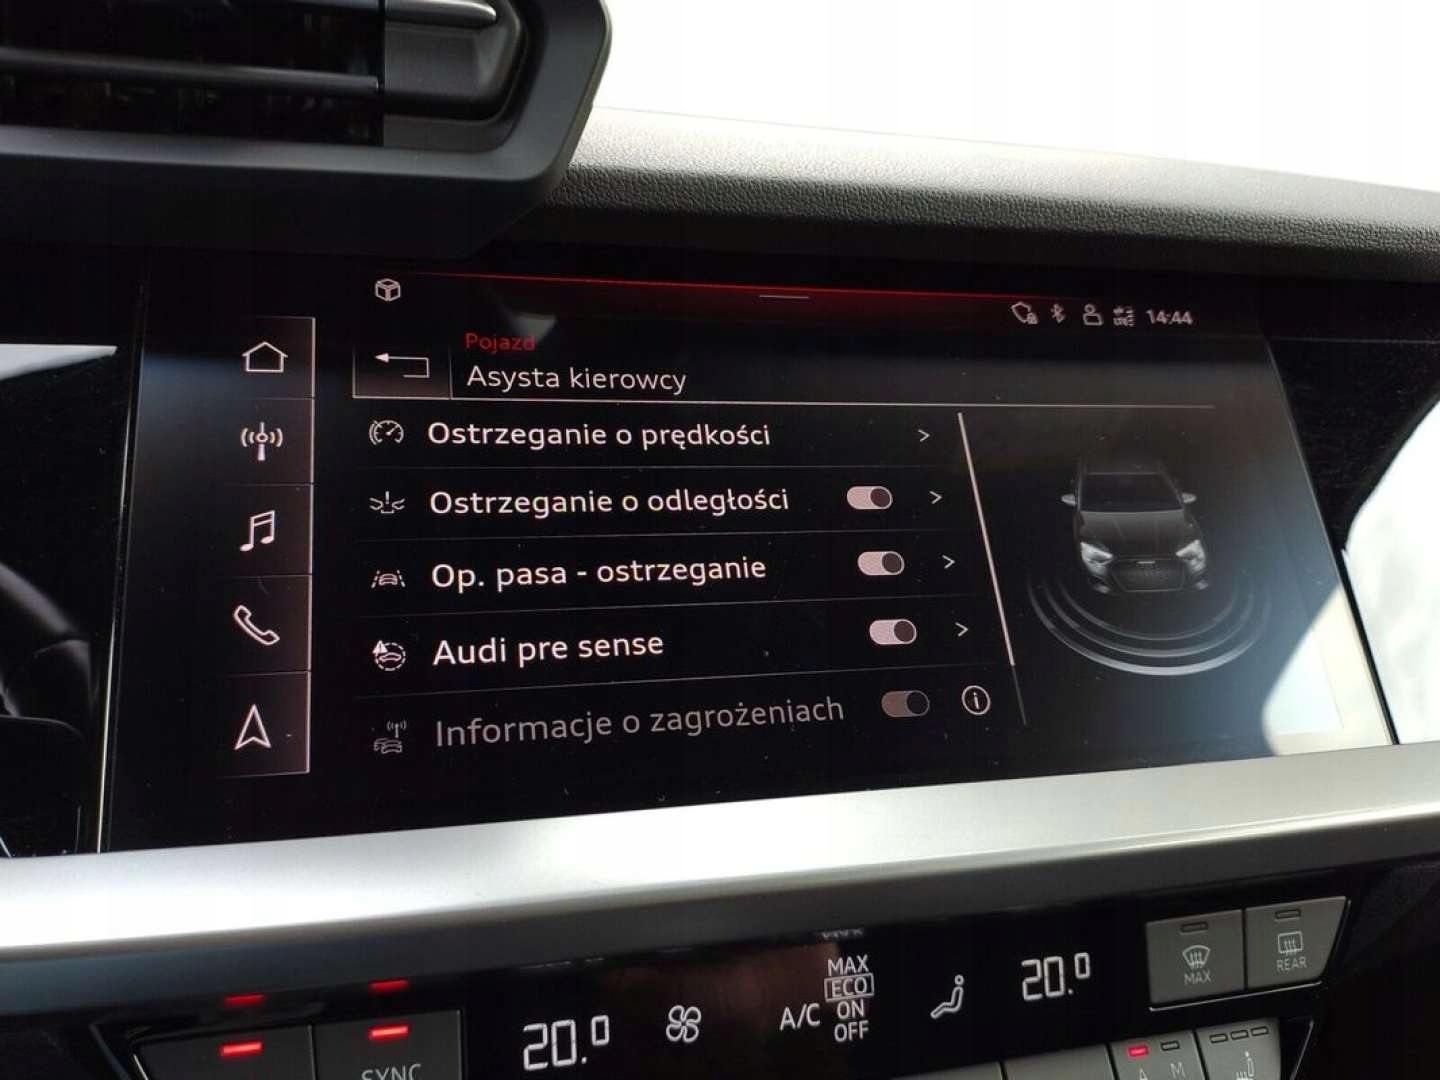 14:44
Pojazd
Asysta kierowcy
Ostrzeganie o prędkości >
Ostrzeganie o odległości >
Op. pasa - ostrzeganie >
Audi pre sense >
Informacje o zagrożeniach i
MAX
A/C ECO
ON
OFF
20.0
20.0
MAX
REAR
SYNC
A M